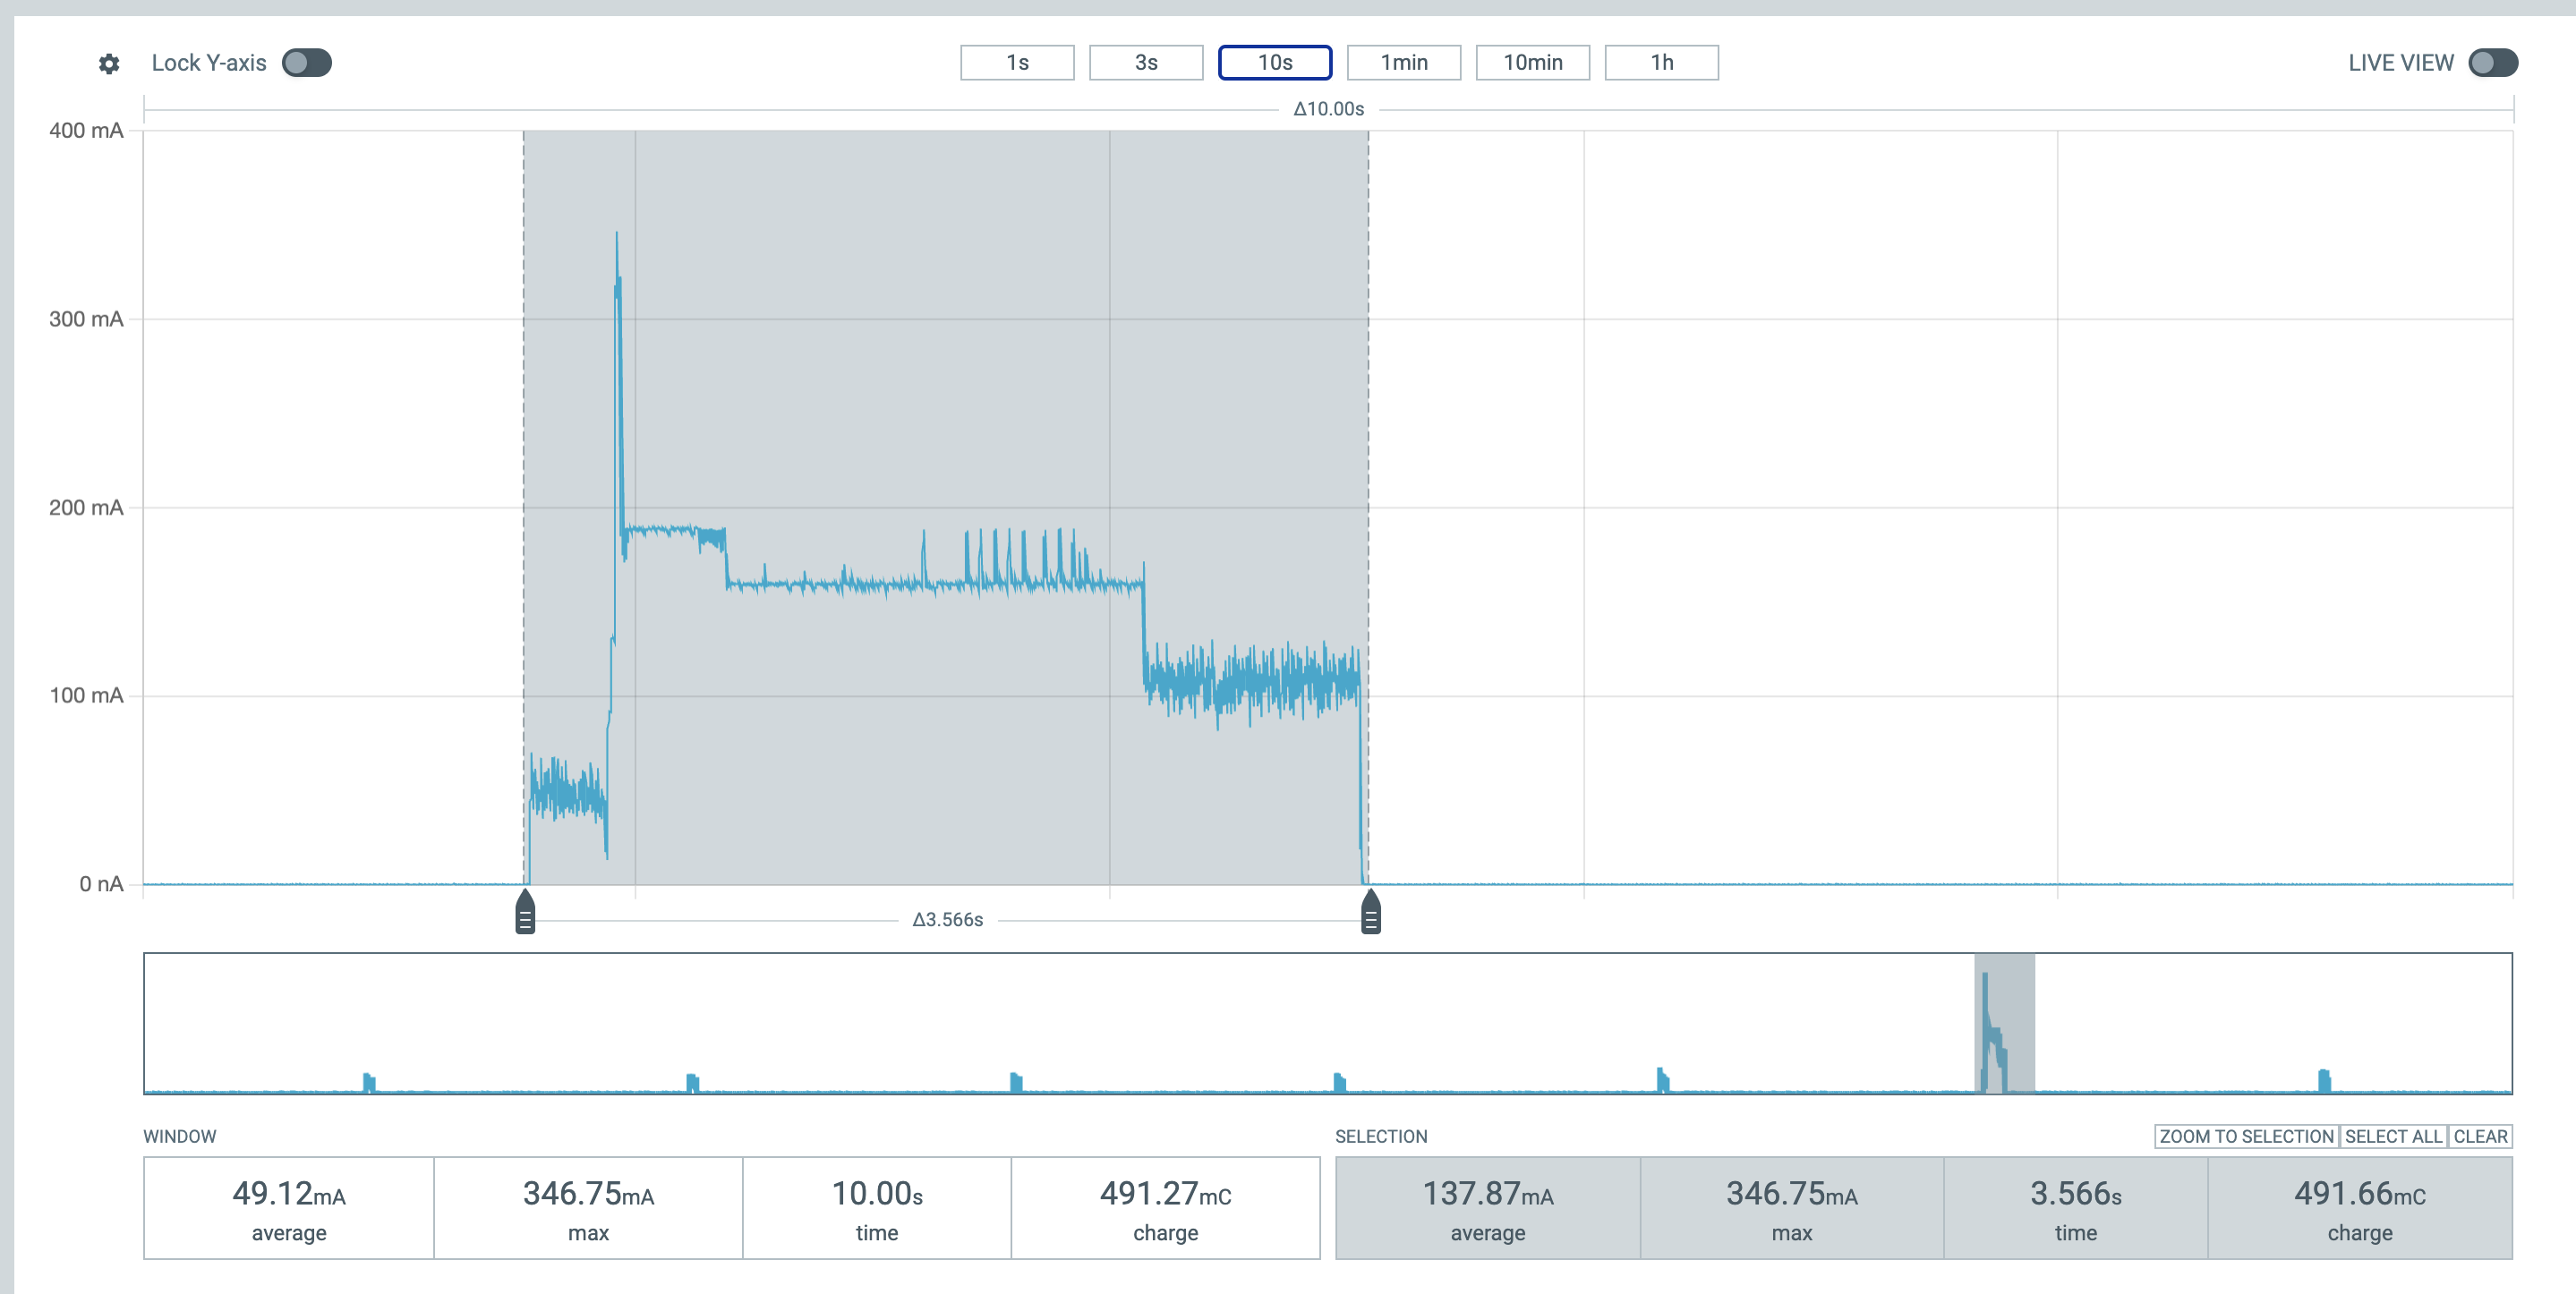 Lock Y-axis 1s 3s 10s 1min 10min 1h LIVE VIEW
Δ10.00s
400 mA
300 mA
200 mA
100 mA
0 nA
Δ3.566s
WINDOW SELECTION ZOOM TO SELECTION SELECT ALL CLEAR
49.12mA 346.75mA 10.00s 491.27mC 137.87mA 346.75mA 3.566s 491.66mC
average max time charge average max time charge